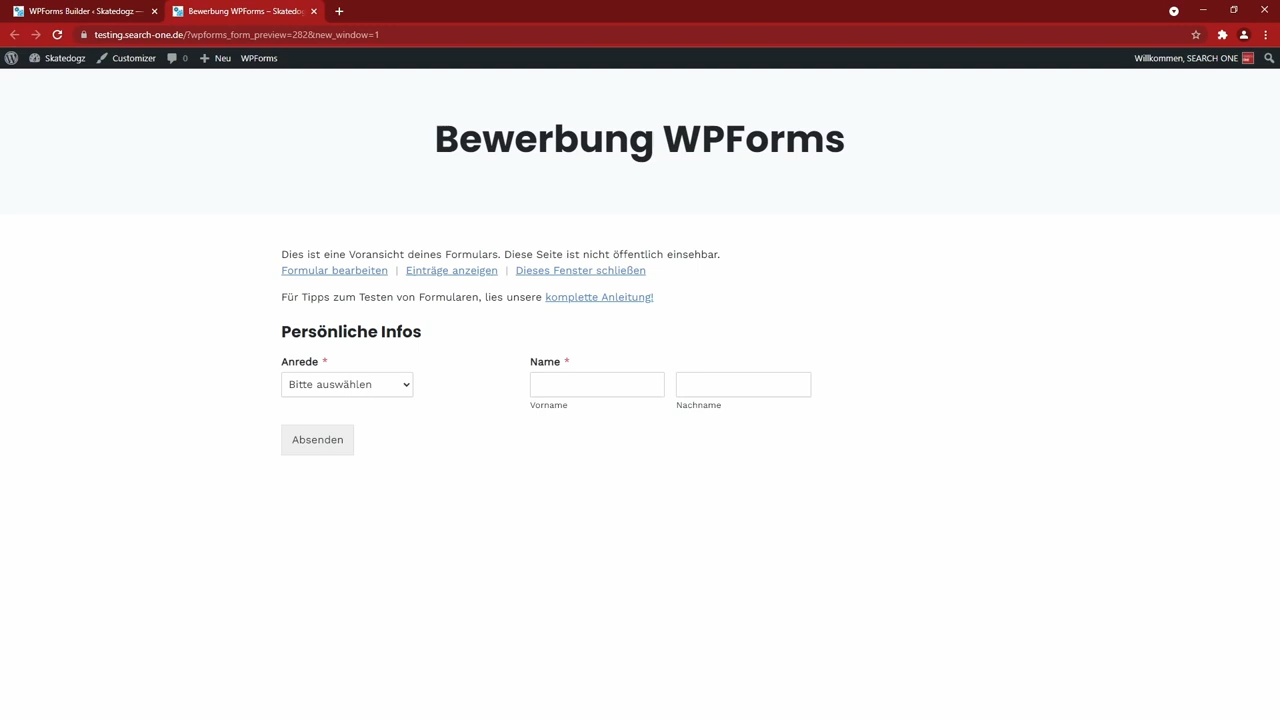 WPForms Builder ‹ Skatedogz —
Bewerbung WPForms – Skatedog
testing.search-one.de/?wpforms_form_preview=282&new_window=1
Skatedogz Customizer 0 Neu WPForms Willkommen, SEARCH ONE
Bewerbung WPForms
Dies ist eine Voransicht deines Formulars. Diese Seite ist nicht öffentlich einsehbar.
Formular bearbeiten | Einträge anzeigen | Dieses Fenster schließen
Für Tipps zum Testen von Formularen, lies unsere komplette Anleitung!
Persönliche Infos
Anrede * Name *
Bitte auswählen
Vorname Nachname
Absenden